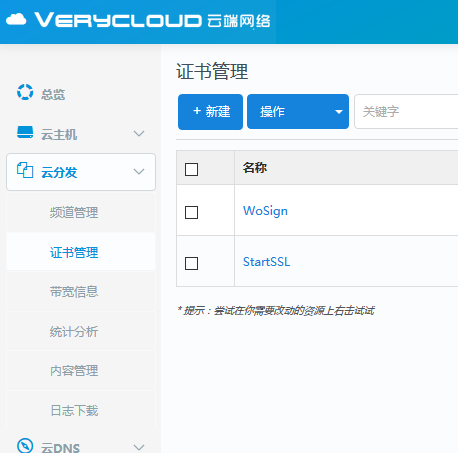 VERYCLOUD 云端网络
总览
云主机
云分发
频道管理
证书管理
带宽信息
统计分析
内容管理
日志下载
云DNS
证书管理
+ 新建 操作 关键字
名称
WoSign
StartSSL
* 提示：尝试在你需要改动的资源上右击试试